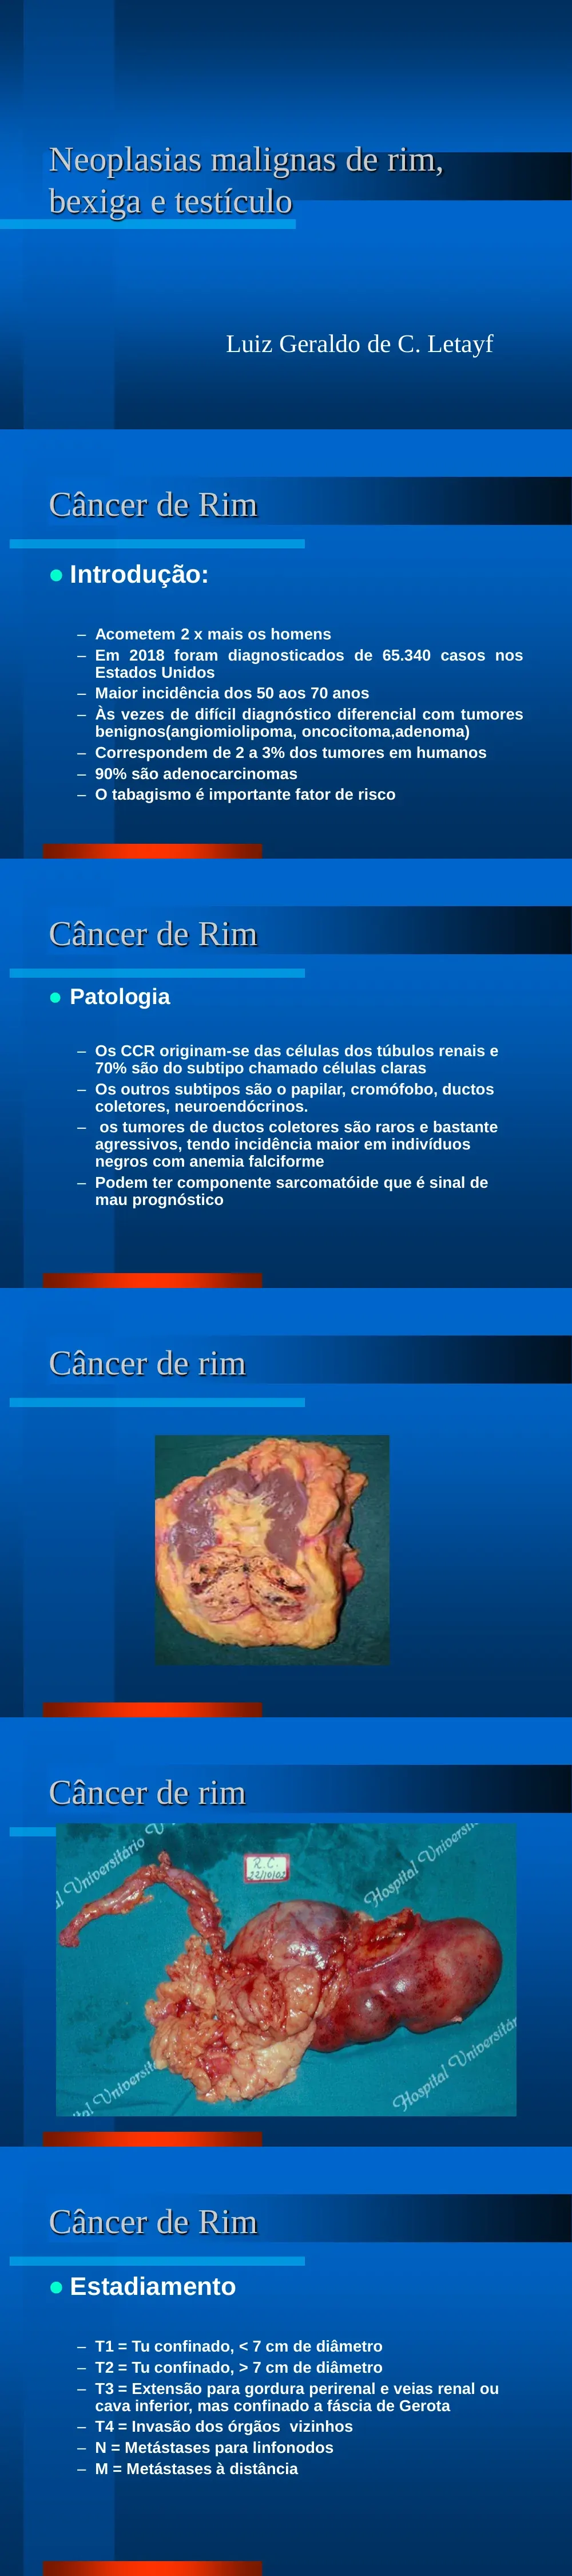 Neoplasias malignas de rim,
bexiga e testículo
Luiz Geraldo de C. Letayf
Câncer de Rim
Introdução:
– Acometem 2 x mais os homens
– Em 2018 foram diagnosticados de 65.340 casos nos
Estados Unidos
– Maior incidência dos 50 aos 70 anos
– Às vezes de difícil diagnóstico diferencial com tumores
benignos(angiomiolipoma, oncocitoma,adenoma)
– Correspondem de 2 a 3% dos tumores em humanos
– 90% são adenocarcinomas
– O tabagismo é importante fator de risco
Câncer de Rim
Patologia
– Os CCR originam-se das células dos túbulos renais e
70% são do subtipo chamado células claras
– Os outros subtipos são o papilar, cromófobo, ductos
coletores, neuroendócrinos.
– os tumores de ductos coletores são raros e bastante
agressivos, tendo incidência maior em indivíduos
negros com anemia falciforme
– Podem ter componente sarcomatóide que é sinal de
mau prognóstico
Câncer de rim
Câncer de rim
l Universitário
Hospital Universit
R.C.
22/10/02
tal Universit
Hospital Universitár
Câncer de Rim
Estadiamento
– T1 = Tu confinado, < 7 cm de diâmetro
– T2 = Tu confinado, > 7 cm de diâmetro
– T3 = Extensão para gordura perirenal e veias renal ou
cava inferior, mas confinado a fáscia de Gerota
– T4 = Invasão dos órgãos vizinhos
– N = Metástases para linfonodos
– M = Metástases à distância